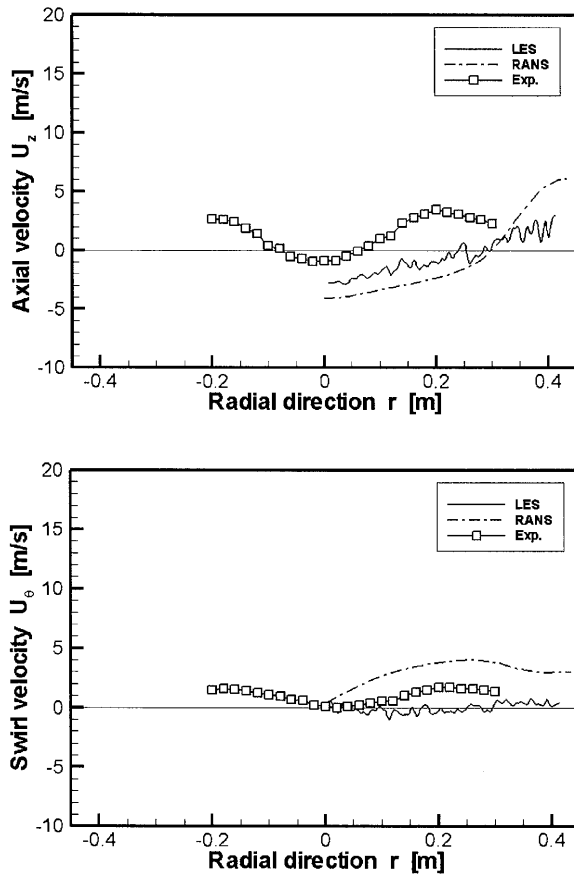 20
15
10
5
0
-5
-10
Axial velocity U_z [m/s]
LES
RANS
Exp.
-0.4 -0.2 0 0.2 0.4
Radial direction r [m]
20
15
10
5
0
-5
-10
Swirl velocity U_θ [m/s]
LES
RANS
Exp.
-0.4 -0.2 0 0.2 0.4
Radial direction r [m]